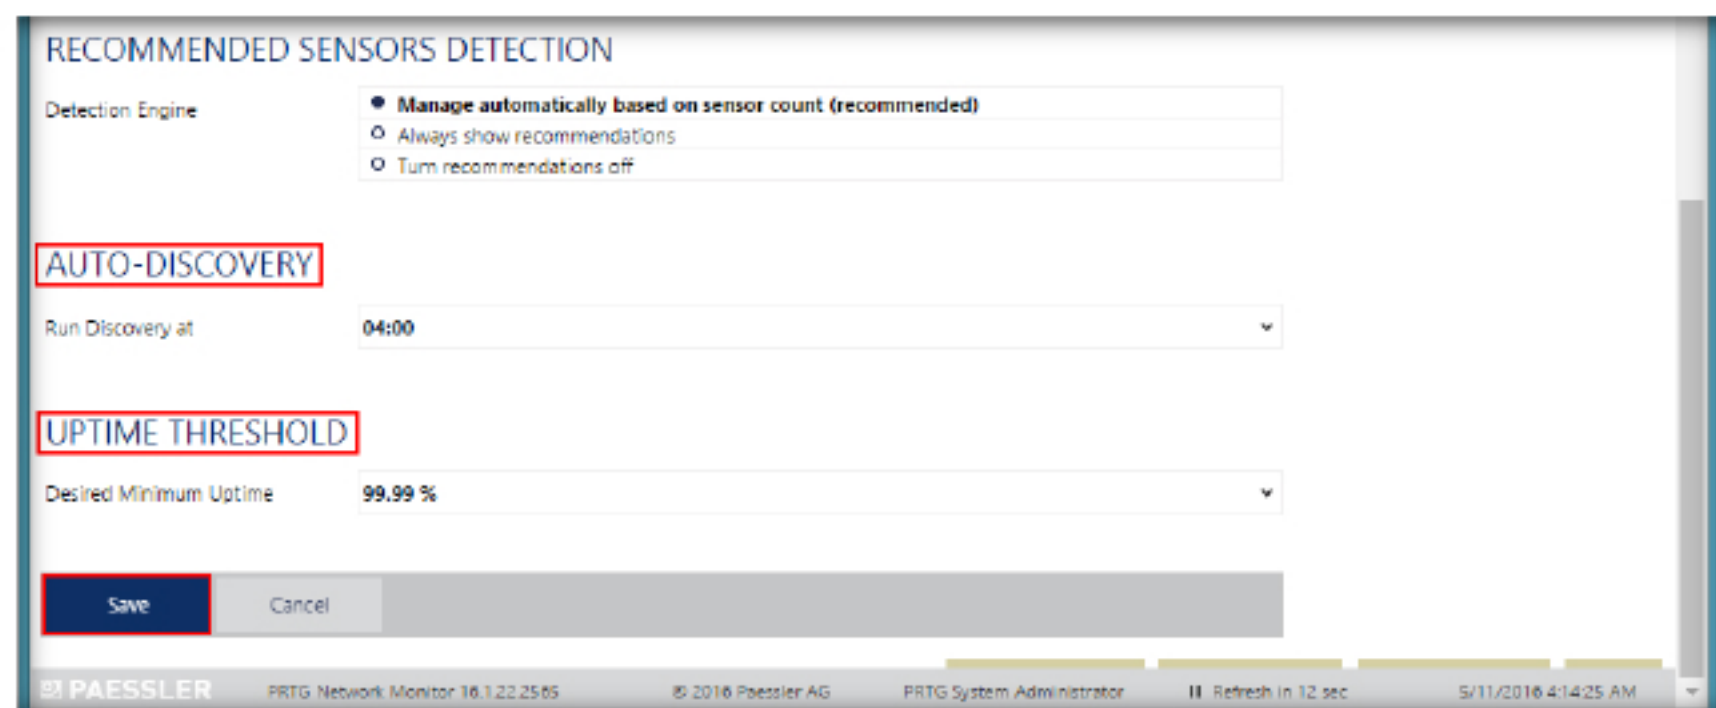 RECOMMENDED SENSORS DETECTION
Detection Engine
Manage automatically based on sensor count (recommended)
Always show recommendations
Turn recommendations off
AUTO-DISCOVERY
Run Discovery at 04:00
UPTIME THRESHOLD
Desired Minimum Uptime 99.99 %
Save Cancel
PAESSLER PRTG Network Monitor 16.1.22.2565 © 2016 Paessler AG PRTG System Administrator Refresh in 12 sec 5/11/2016 4:14:25 AM